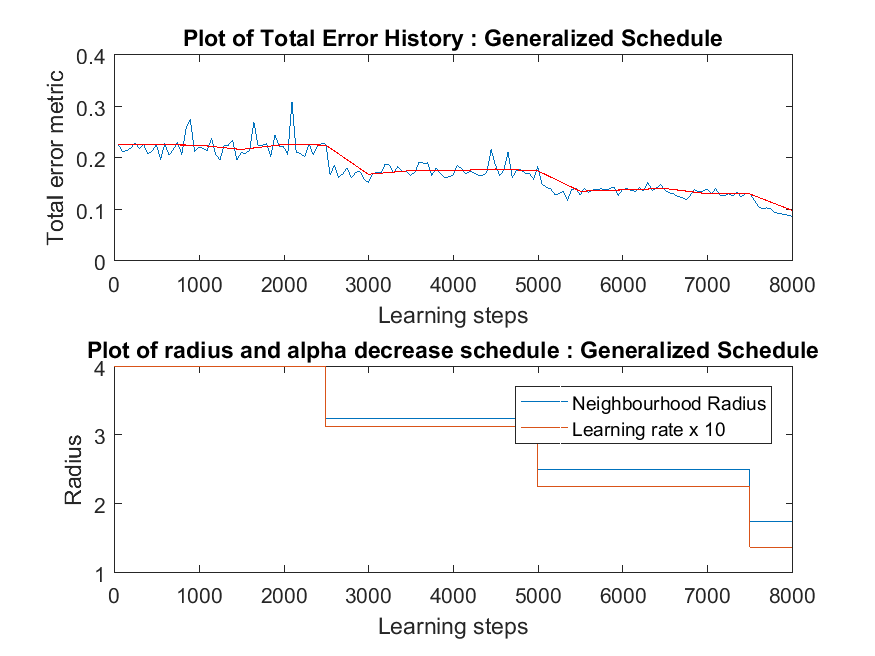 Plot of Total Error History : Generalized Schedule
Total error metric
0.4
0.3
0.2
0.1
0
0 1000 2000 3000 4000 5000 6000 7000 8000
Learning steps
Plot of radius and alpha decrease schedule : Generalized Schedule
Radius
4
3
2
1
Neighbourhood Radius
Learning rate x 10
0 1000 2000 3000 4000 5000 6000 7000 8000
Learning steps